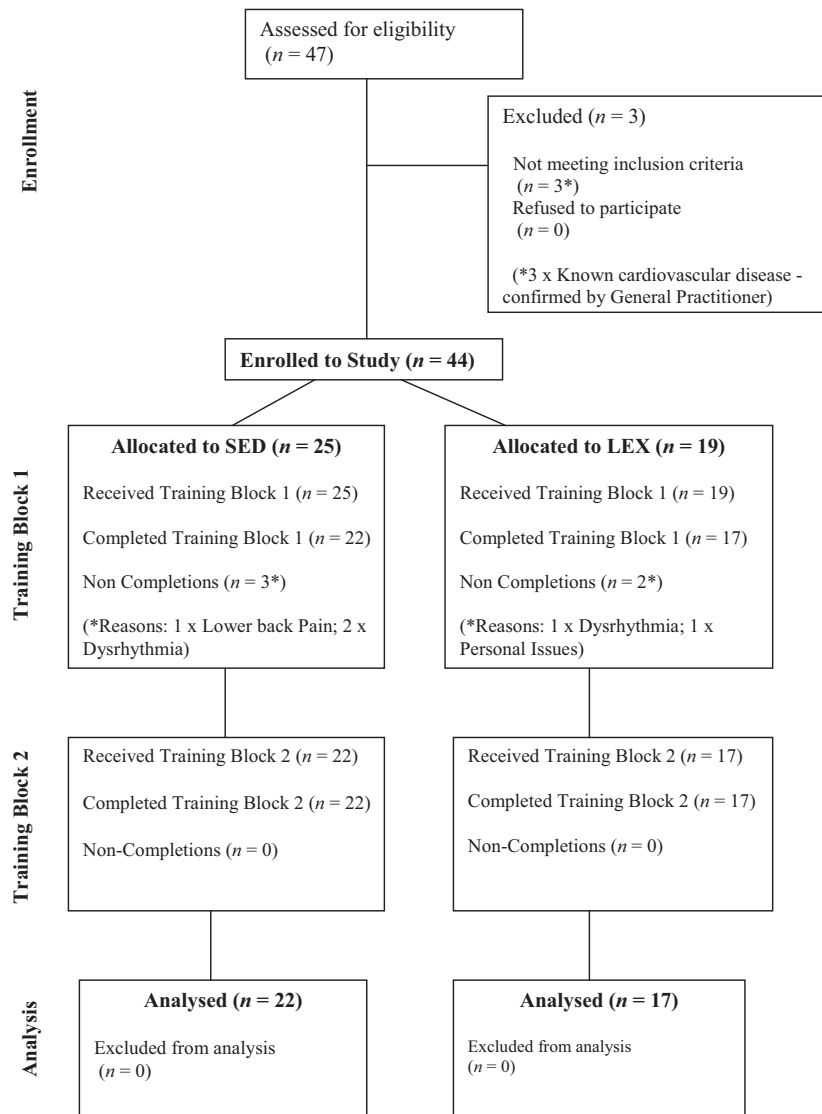 Assessed for eligibility
(n = 47)
Enrollment
Excluded (n = 3)
Not meeting inclusion criteria
(n = 3*)
Refused to participate
(n = 0)
(*3 x Known cardiovascular disease -
confirmed by General Practitioner)
Enrolled to Study (n = 44)
Training Block 1
Allocated to SED (n = 25)
Received Training Block 1 (n = 25)
Completed Training Block 1 (n = 22)
Non Completions (n = 3*)
(*Reasons: 1 x Lower back Pain; 2 x
Dysrhythmia)
Allocated to LEX (n = 19)
Received Training Block 1 (n = 19)
Completed Training Block 1 (n = 17)
Non Completions (n = 2*)
(*Reasons: 1 x Dysrhythmia; 1 x
Personal Issues)
Training Block 2
Received Training Block 2 (n = 22)
Completed Training Block 2 (n = 22)
Non-Completions (n = 0)
Received Training Block 2 (n = 17)
Completed Training Block 2 (n = 17)
Non-Completions (n = 0)
Analysis
Analysed (n = 22)
Excluded from analysis
(n = 0)
Analysed (n = 17)
Excluded from analysis
(n = 0)